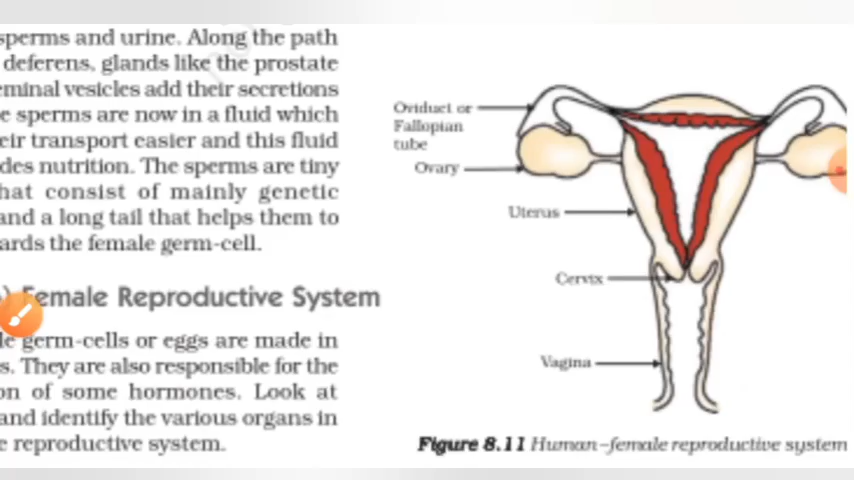 sperms and urine. Along the path
deferens, glands like the prostate
eminal vesicles add their secretions
e sperms are now in a fluid which
eir transport easier and this fluid
des nutrition. The sperms are tiny
hat consist of mainly genetic
and a long tail that helps them to
ards the female germ-cell.
) Female Reproductive System
le germ-cells or eggs are made in
s. They are also responsible for the
on of some hormones. Look at
and identify the various organs in
e reproductive system.
Oviduct or
Fallopian
tube
Ovary
Uterus
Cervix
Vagina
Figure 8.11 Human-female reproductive system